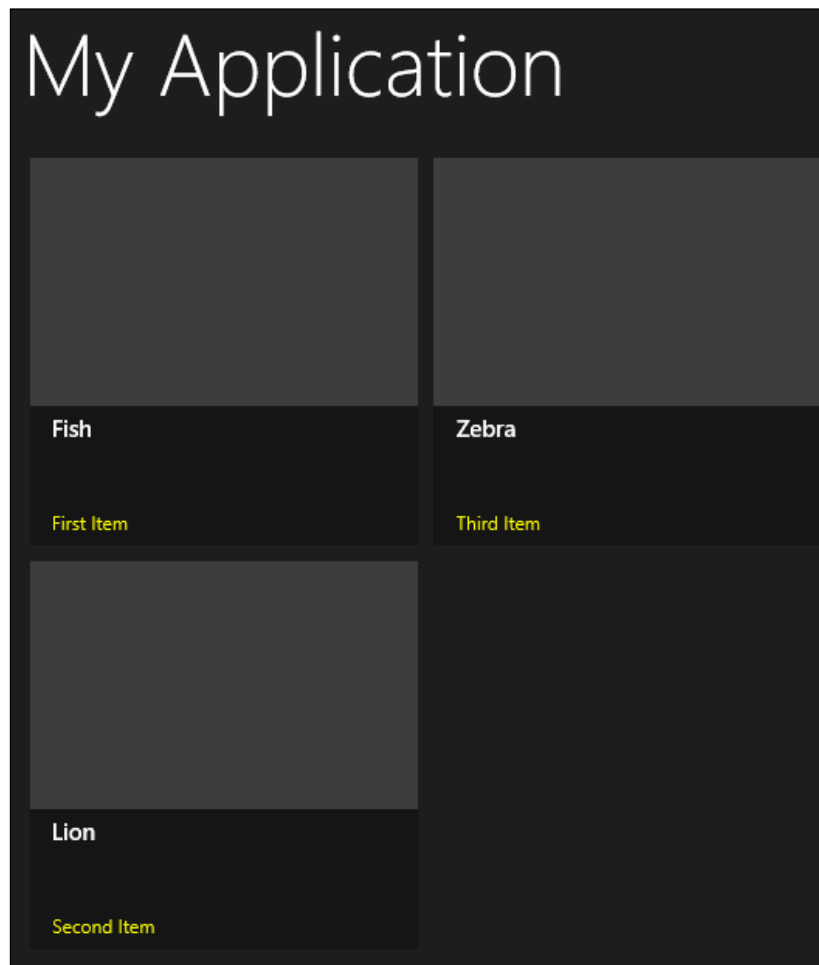 My Application
Fish
First Item
Zebra
Third Item
Lion
Second Item